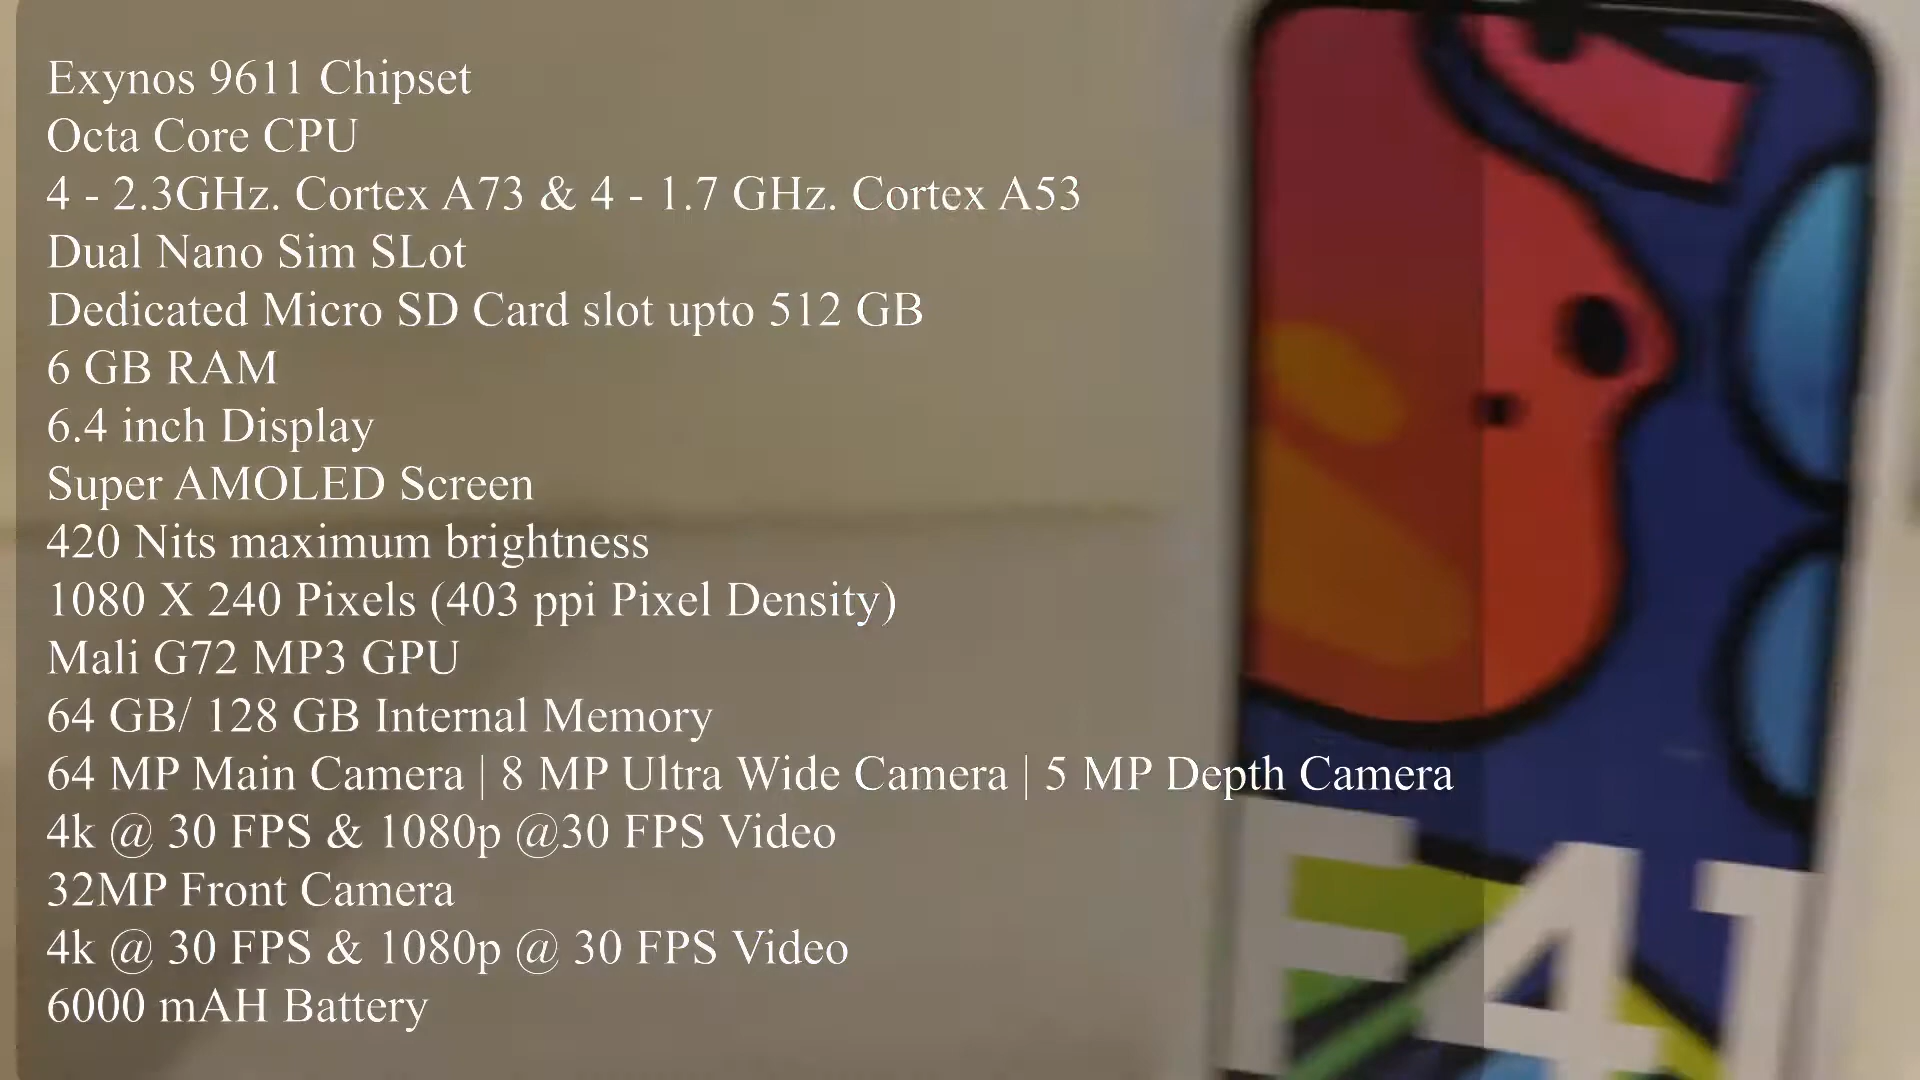 Exynos 9611 Chipset
Octa Core CPU
4 - 2.3GHz. Cortex A73 & 4 - 1.7 GHz. Cortex A53
Dual Nano Sim SLot
Dedicated Micro SD Card slot upto 512 GB
6 GB RAM
6.4 inch Display
Super AMOLED Screen
420 Nits maximum brightness
1080 X 240 Pixels (403 ppi Pixel Density)
Mali G72 MP3 GPU
64 GB/ 128 GB Internal Memory
64 MP Main Camera | 8 MP Ultra Wide Camera | 5 MP Depth Camera
4k @ 30 FPS & 1080p @30 FPS Video
32MP Front Camera
4k @ 30 FPS & 1080p @ 30 FPS Video
6000 mAH Battery
F41